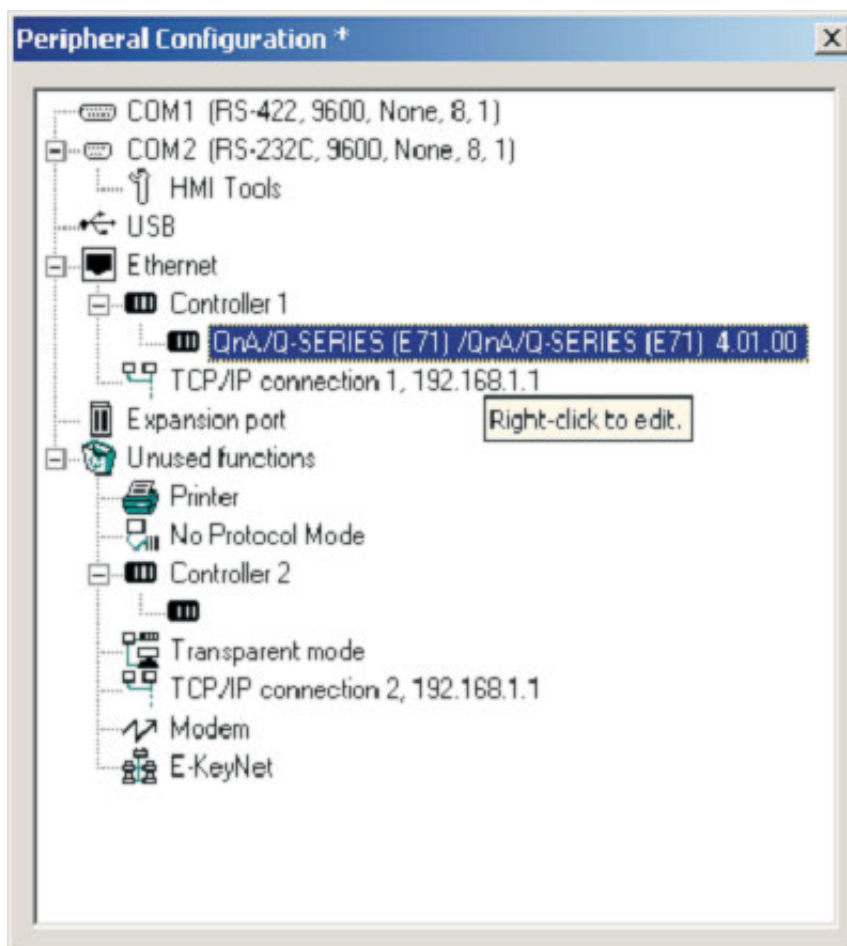 Peripheral Configuration *
COM1 (RS-422, 9600, None, 8, 1)
COM2 (RS-232C, 9600, None, 8, 1)
HMI Tools
USB
Ethernet
Controller 1
QnA/Q-SERIES (E71) /QnA/Q-SERIES (E71) 4.01.00
TCP/IP connection 1, 192.168.1.1
Right-click to edit.
Expansion port
Unused functions
Printer
No Protocol Mode
Controller 2
Transparent mode
TCP/IP connection 2, 192.168.1.1
Modem
E-KeyNet